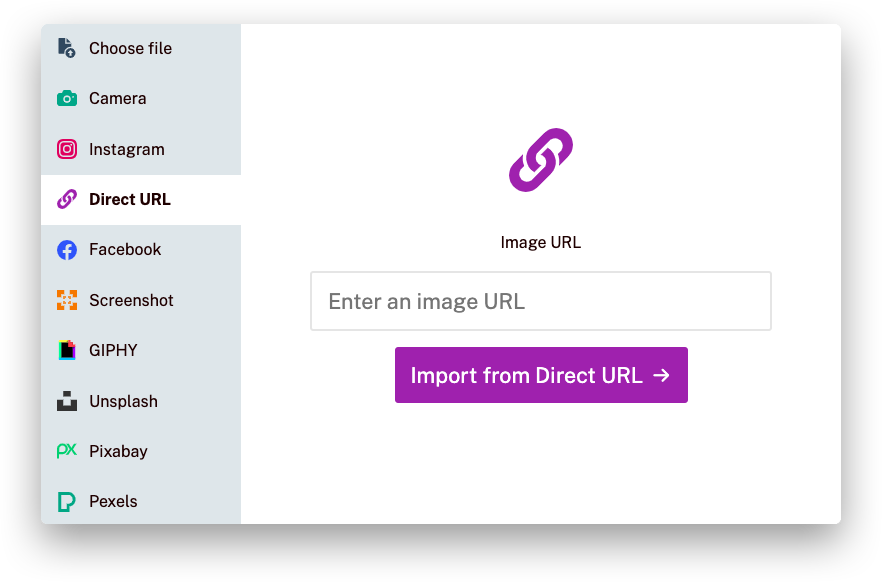 Choose file
Camera
Instagram
Direct URL
Facebook
Screenshot
GIPHY
Unsplash
Pixabay
Pexels
Image URL
Enter an image URL
Import from Direct URL →